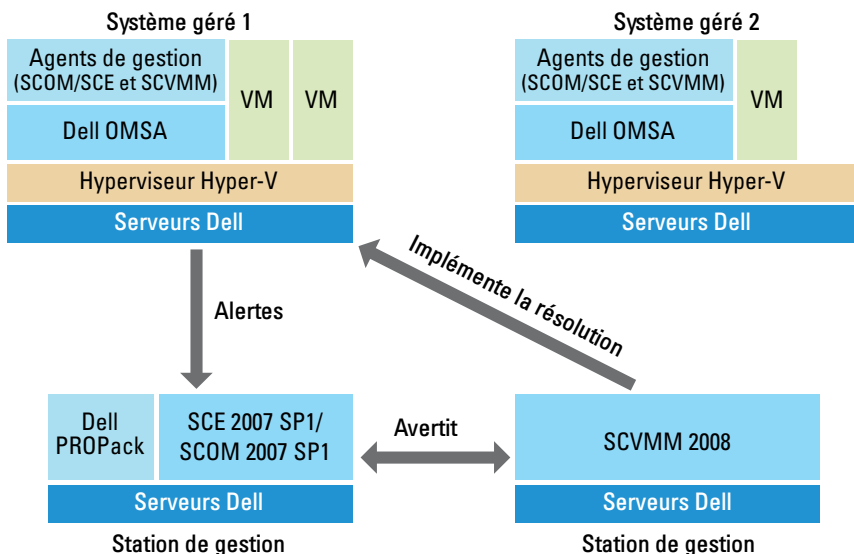 Système géré 1
Agents de gestion
(SCOM/SCE et SCVMM)
Dell OMSA
VM
VM
Hyperviseur Hyper-V
Serveurs Dell
Système géré 2
Agents de gestion
(SCOM/SCE et SCVMM)
Dell OMSA
VM
Hyperviseur Hyper-V
Serveurs Dell
Alertes
Implémente la résolution
Dell
PROPack
SCE 2007 SP1/
SCOM 2007 SP1
Serveurs Dell
Station de gestion
Avertit
SCVMM 2008
Serveurs Dell
Station de gestion